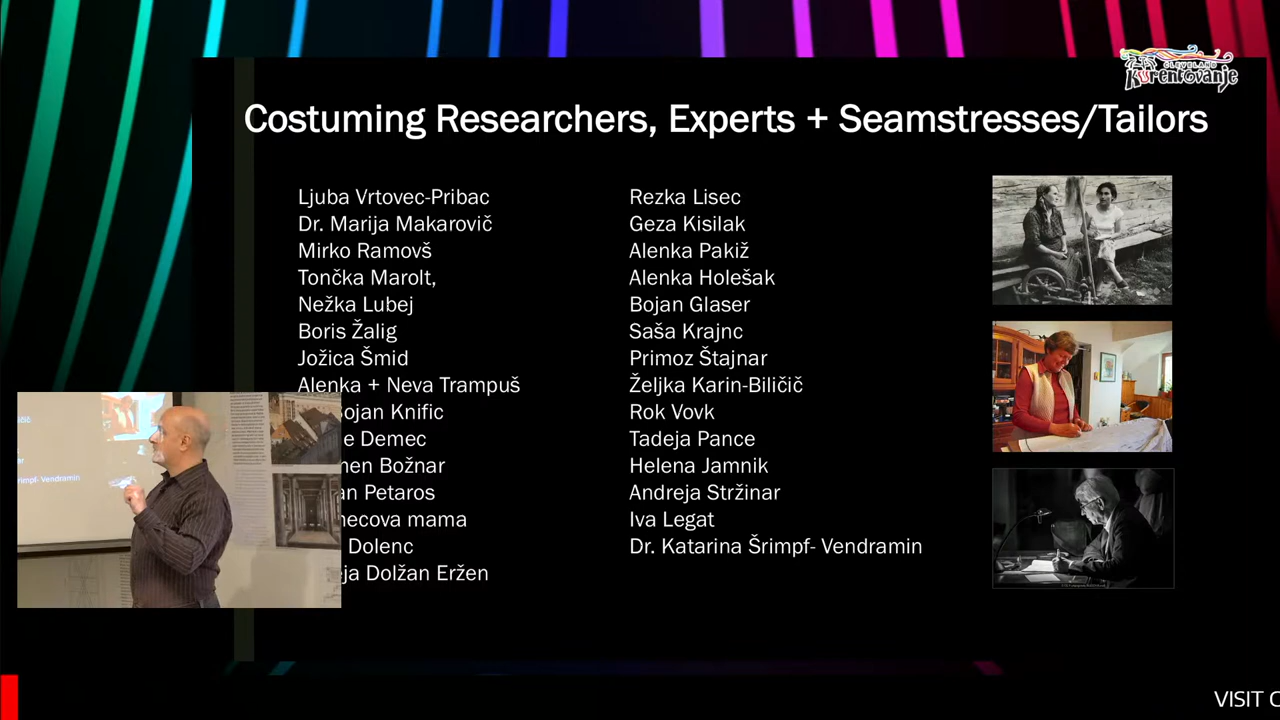 CLEVELAND
Kurentovanje
Costuming Researchers, Experts + Seamstresses/Tailors
Ljuba Vrtovec-Pribac
Dr. Marija Makarovič
Mirko Ramovš
Tončka Marolt,
Nežka Lubej
Boris Žalig
Jožica Šmid
Alenka + Neva Trampuš
Knific
Demec
Božnar
Petaros
mama
Dolenc
Dolžan Eržen
Rezka Lisec
Geza Kisilak
Alenka Pakiž
Alenka Holešak
Bojan Glaser
Saša Krajnc
Primoz Štajnar
Željka Karin-Biličič
Rok Vovk
Tadeja Pance
Helena Jamnik
Andreja Stržinar
Iva Legat
Dr. Katarina Šrimpf- Vendramin
VISIT